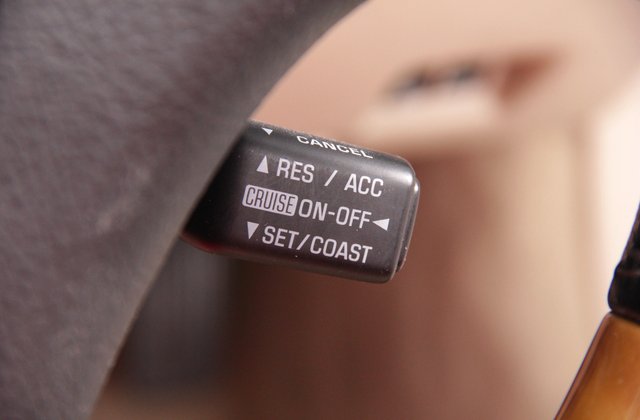 ▼ CANCEL
▲ RES / ACC
CRUISE ON-OFF ◀
▼ SET/COAST